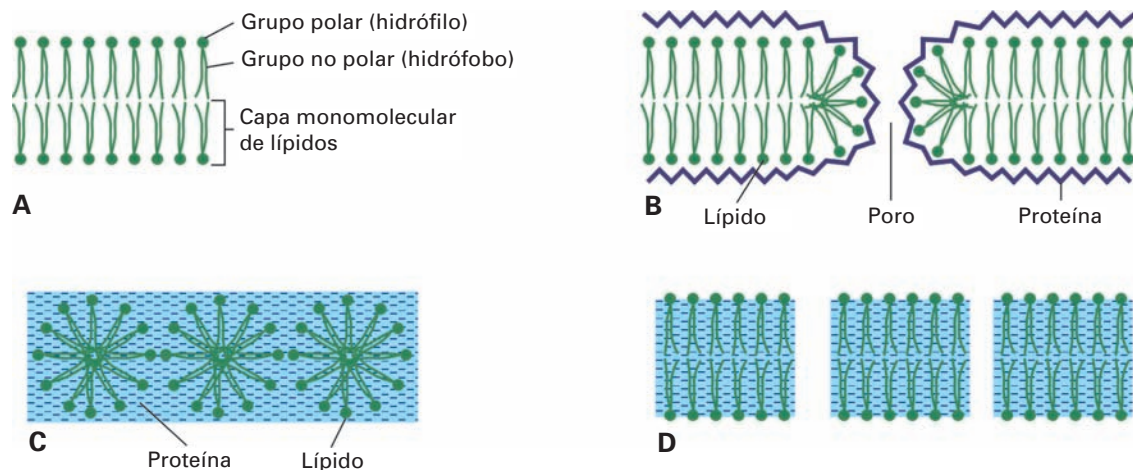 Grupo polar (hidrófilo)
Grupo no polar (hidrófobo)
Capa monomolecular
de lípidos
A
B
Lípido
Poro
Proteína
C
Proteína
Lípido
D